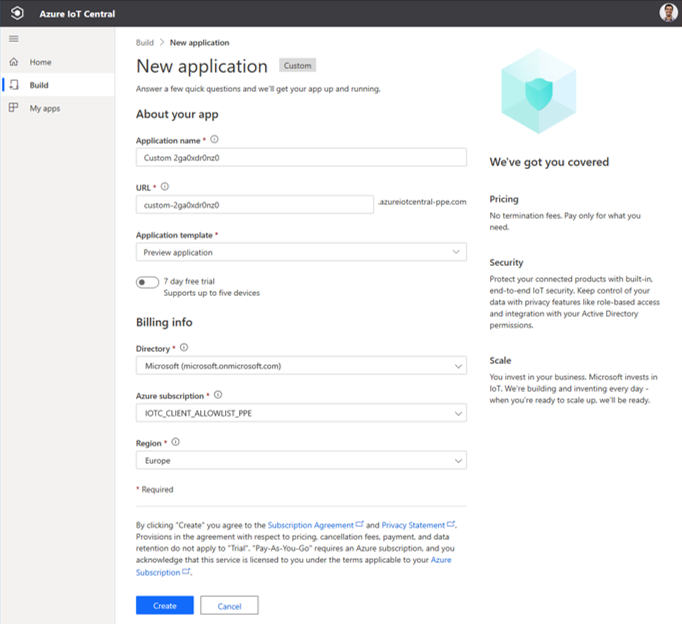 Azure IoT Central
Home
Build
My apps
Build > New application
New application Custom
Answer a few quick questions and we'll get your app up and running.
About your app
Application name *
Custom 2ga0xdr0nz0
URL *
custom-2ga0xdr0nz0 .azureiotcentral-ppe.com
Application template *
Preview application
7 day free trial
Supports up to five devices
Billing info
Directory *
Microsoft (microsoft.onmicrosoft.com)
Azure subscription *
IOTC_CLIENT_ALLOWLIST_PPE
Region *
Europe
* Required
By clicking "Create" you agree to the Subscription Agreement and Privacy Statement.
Provisions in the agreement with respect to pricing, cancellation fees, payment, and data
retention do not apply to "Trial". "Pay-As-You-Go" requires an Azure subscription, and you
acknowledge that this service is licensed to you under the terms applicable to your Azure
Subscription.
Create Cancel
We've got you covered
Pricing
No termination fees. Pay only for what you
need.
Security
Protect your connected products with built-in,
end-to-end IoT security. Keep control of your
data with privacy features like role-based access
and integration with your Active Directory
permissions.
Scale
You invest in your business. Microsoft invests in
IoT. We're building and inventing every day -
when you're ready to scale up, we'll be ready.